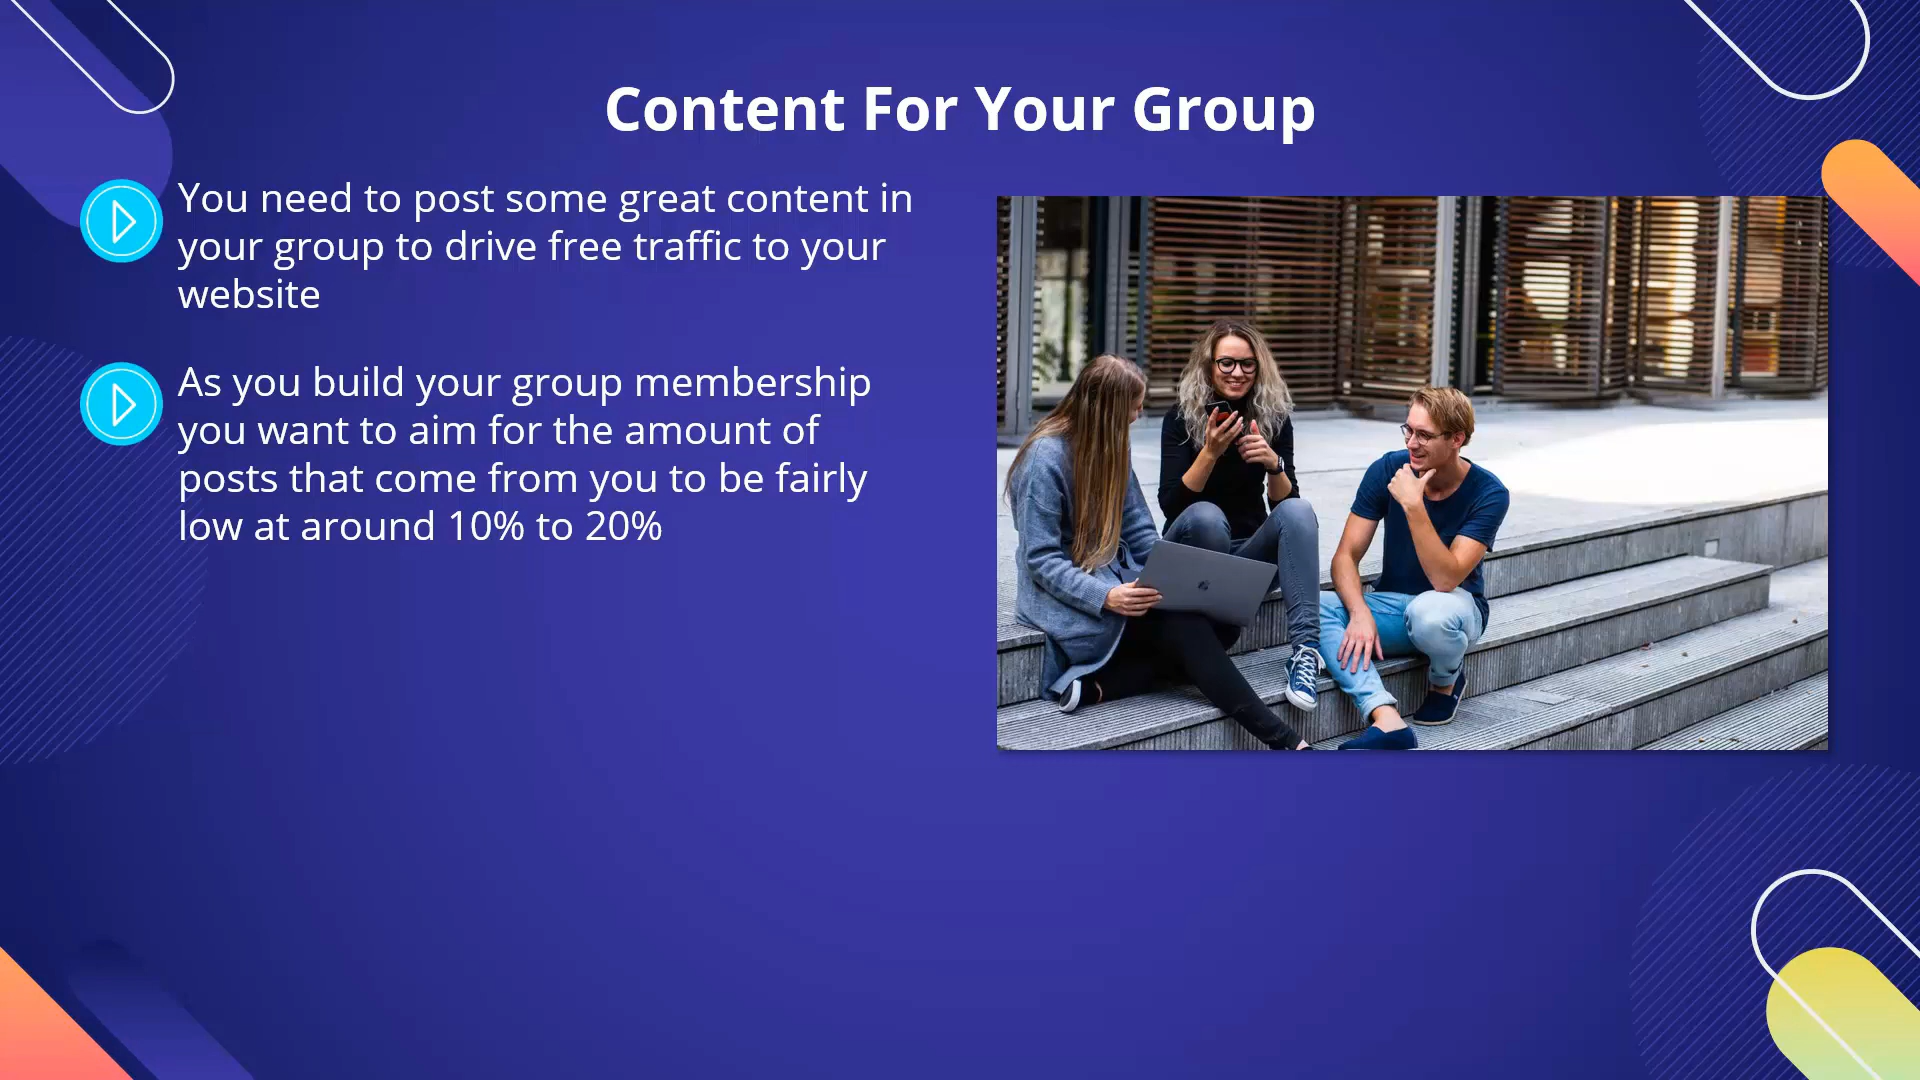 Content For Your Group
You need to post some great content in
your group to drive free traffic to your
website
As you build your group membership
you want to aim for the amount of
posts that come from you to be fairly
low at around 10% to 20%